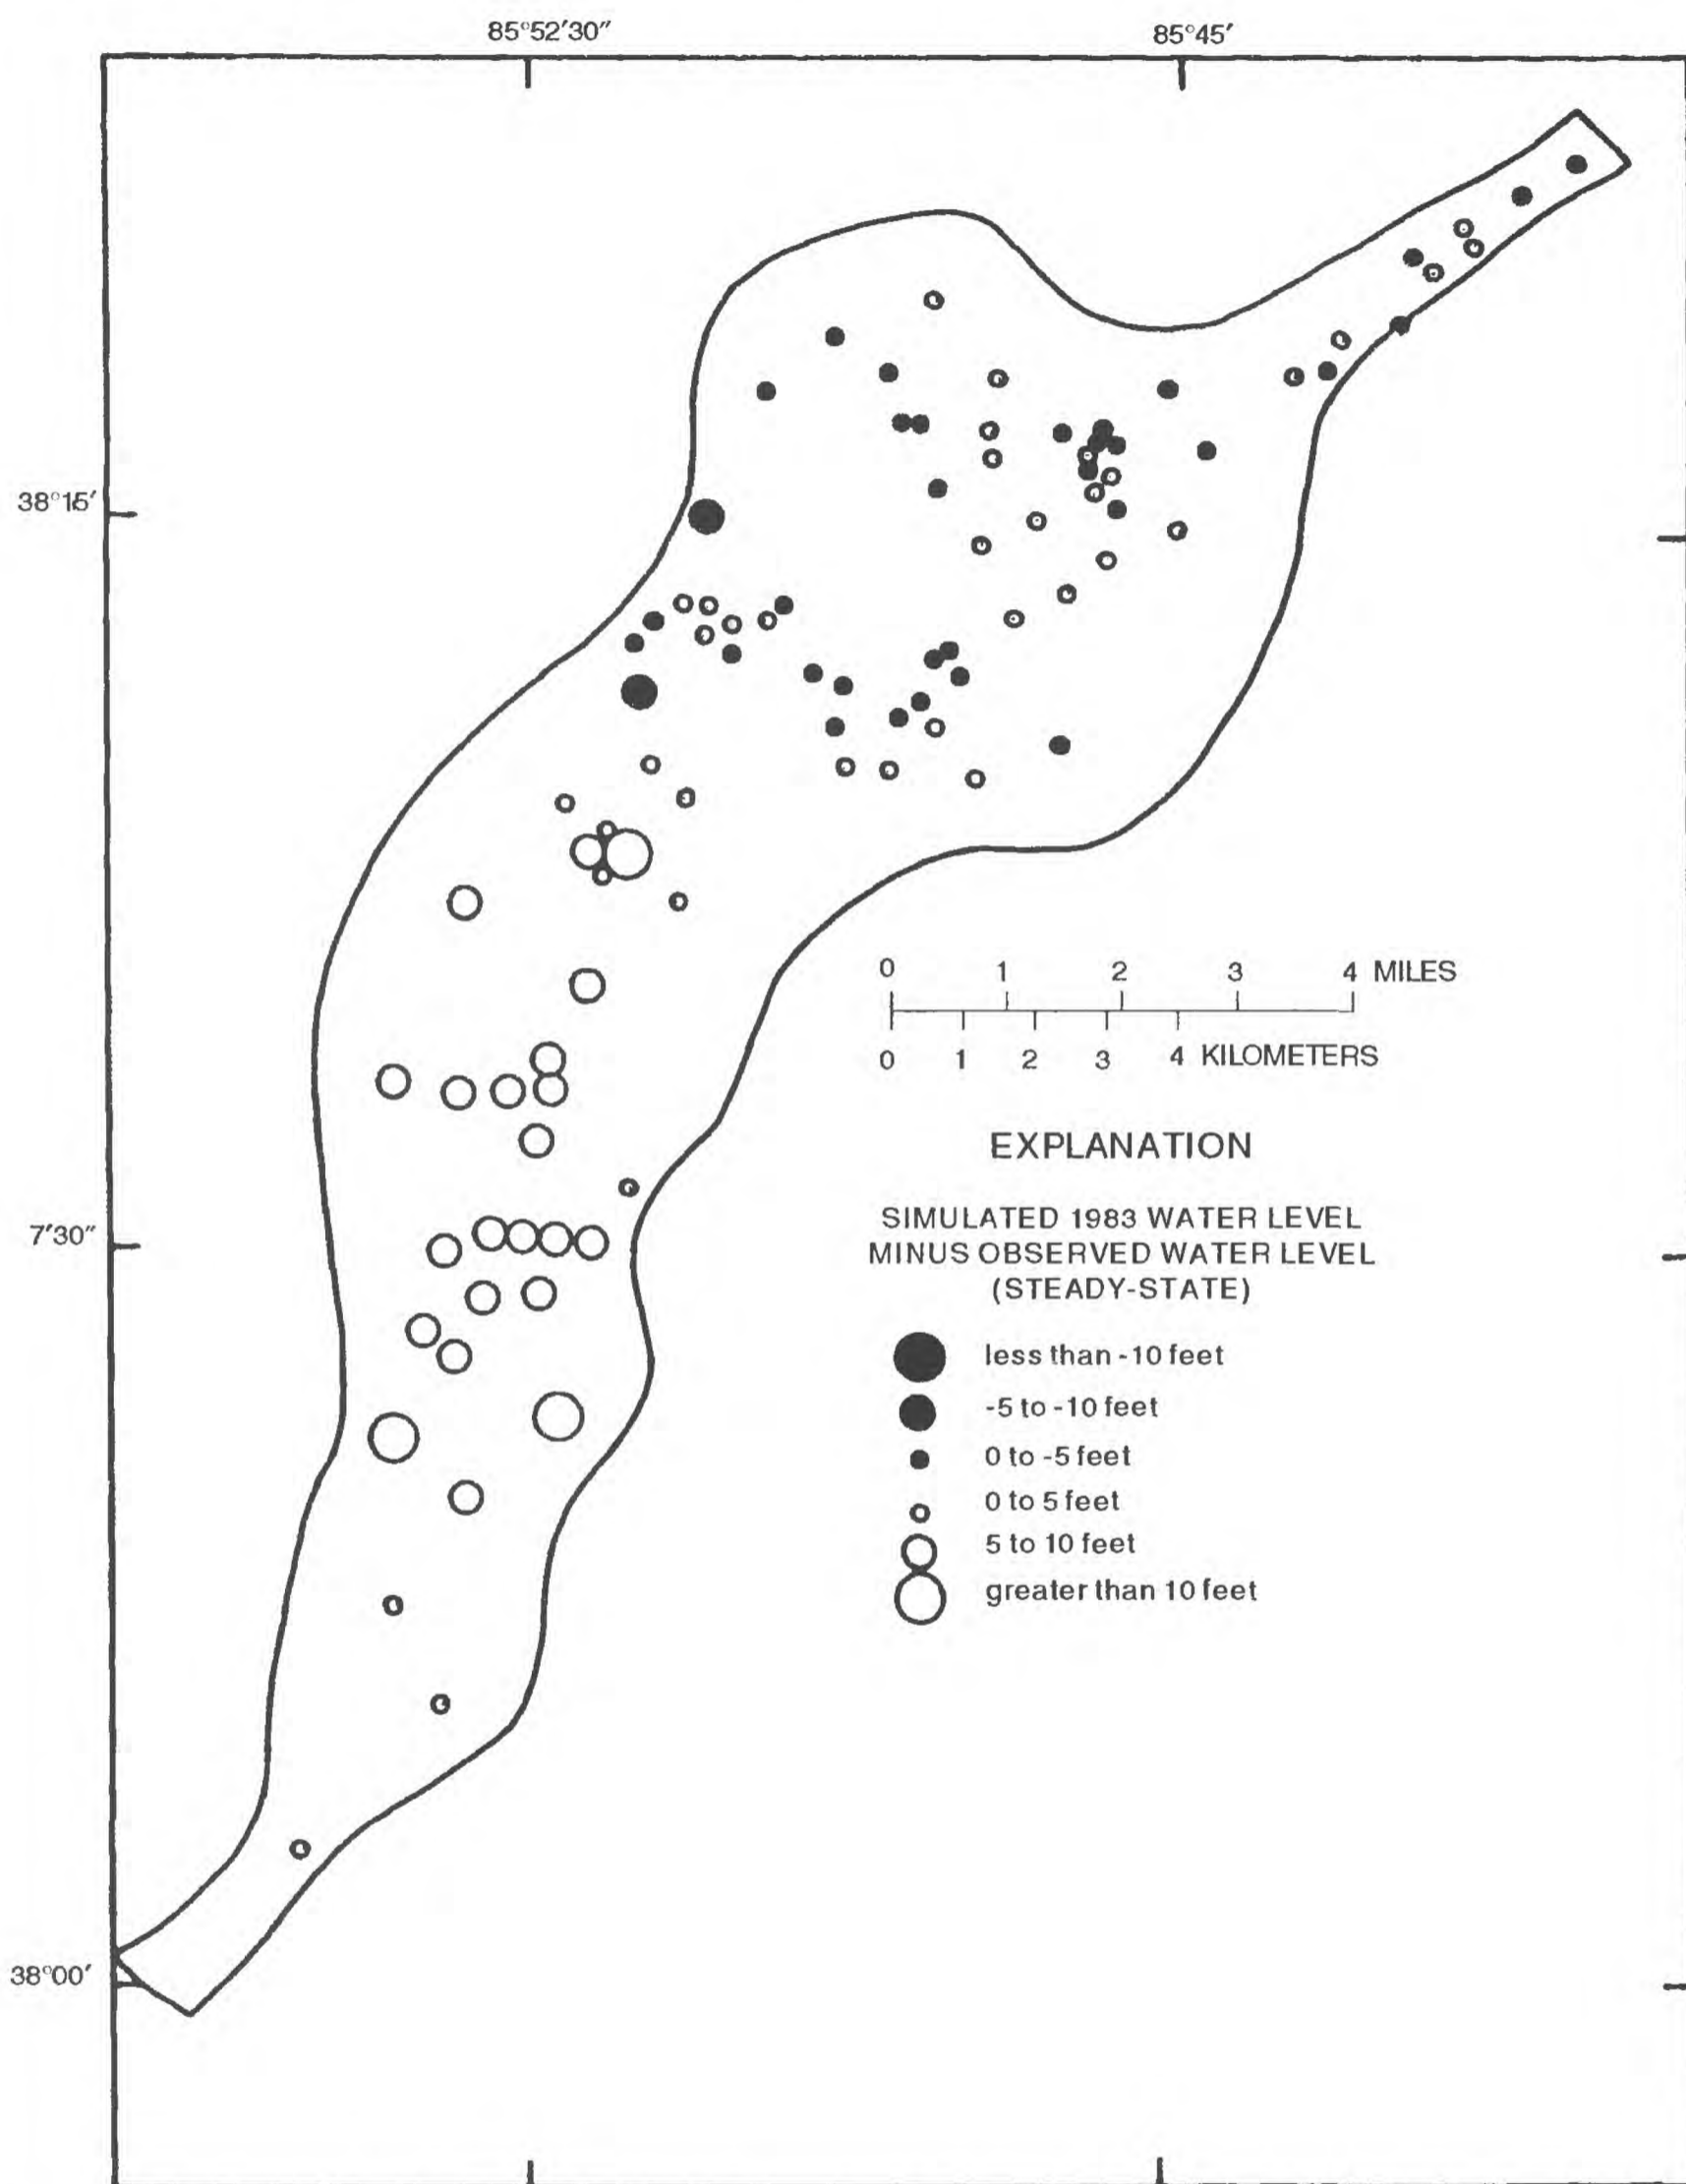 85°52'30" 85°45'
38°15'
0 1 2 3 4 MILES
0 1 2 3 4 KILOMETERS
EXPLANATION
7'30"
SIMULATED 1983 WATER LEVEL
MINUS OBSERVED WATER LEVEL
(STEADY-STATE)
less than -10 feet
-5 to -10 feet
0 to -5 feet
0 to 5 feet
5 to 10 feet
greater than 10 feet
38°00'